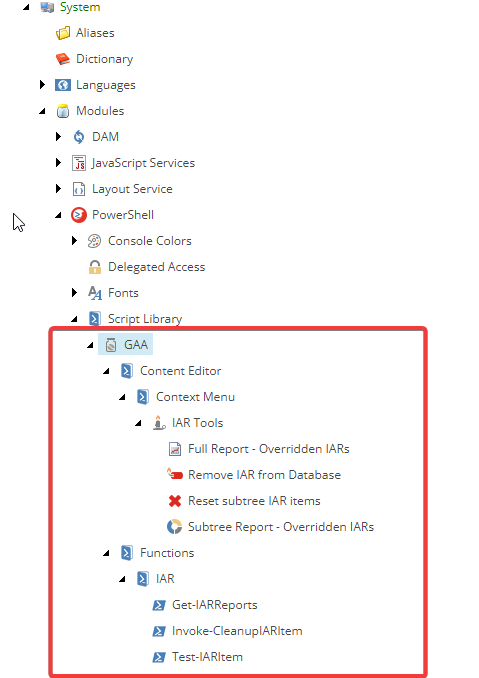 System
Aliases
Dictionary
Languages
Modules
DAM
JavaScript Services
Layout Service
PowerShell
Console Colors
Delegated Access
Fonts
Script Library
GAA
Content Editor
Context Menu
IAR Tools
Full Report - Overridden IARs
Remove IAR from Database
Reset subtree IAR items
Subtree Report - Overridden IARs
Functions
IAR
Get-IARReports
Invoke-CleanupIARItem
Test-IARItem